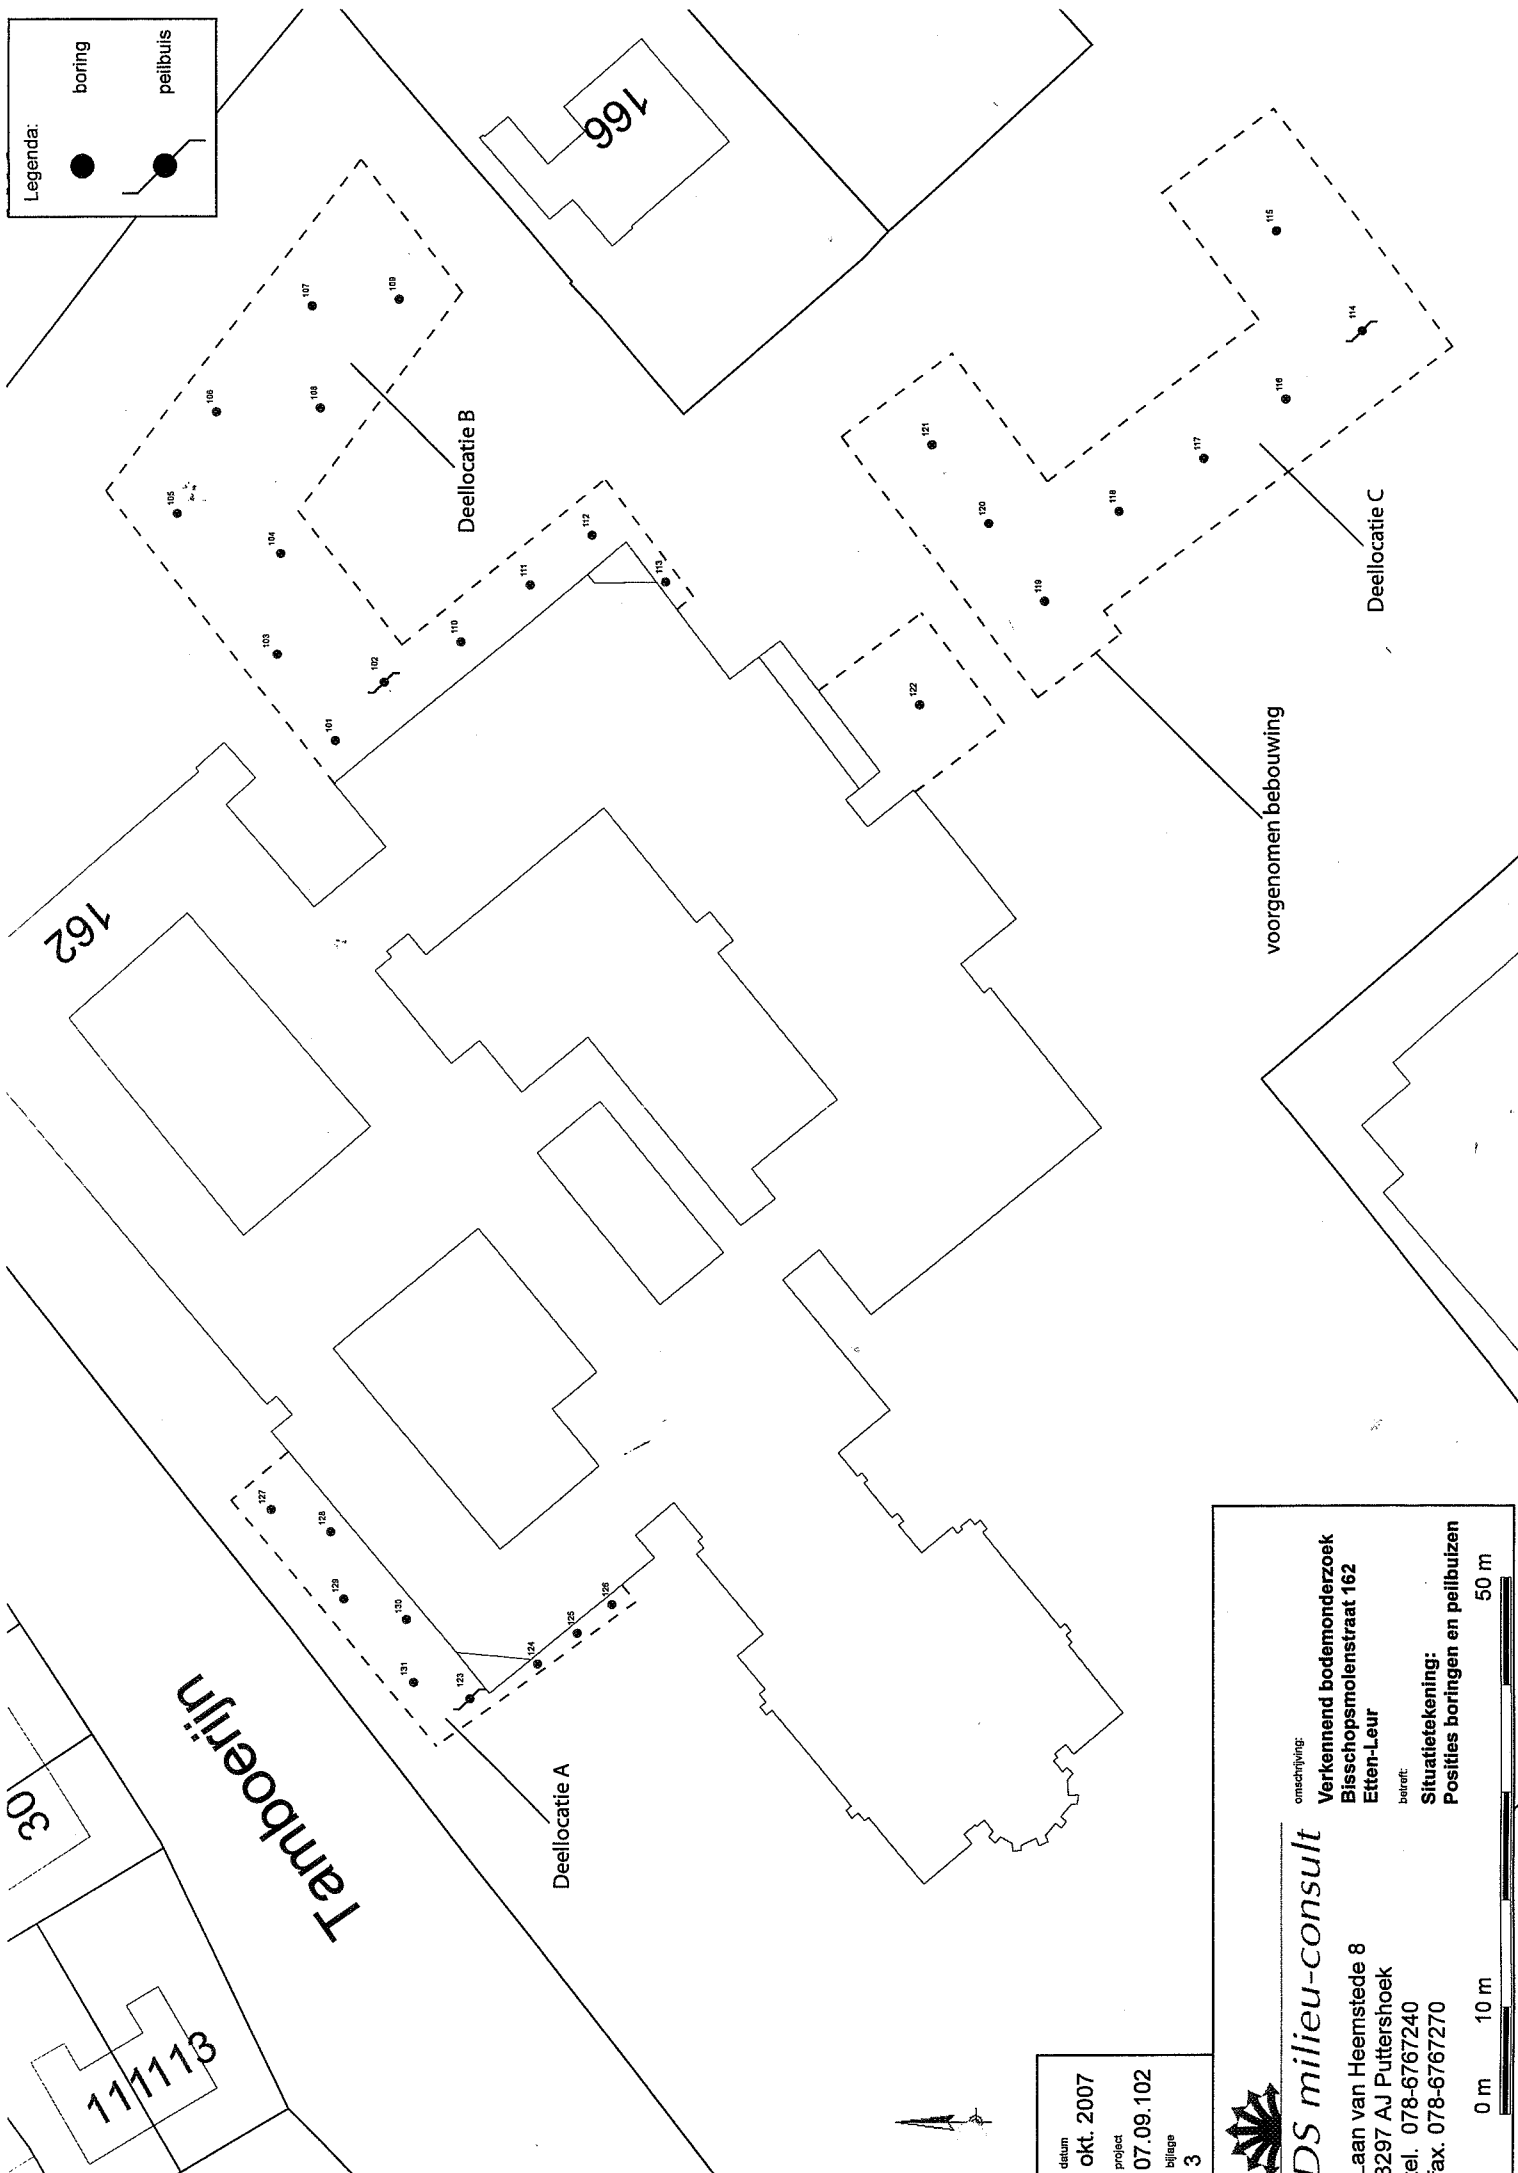 Legenda:
boring
peilbuis
166
162
30
111113
Tamboerijn
101
102
103
104
105
106
107
108
109
110
111
112
113
Deellocatie B
114
115
116
117
118
119
120
121
122
Deellocatie C
voorgenomen bebouwing
123
124
125
126
127
128
129
130
131
Deellocatie A
datum
okt. 2007
project
07.09.102
bijlage
3
DS milieu-consult
Laan van Heemstede 8
3297 AJ Puttershoek
tel. 078-6767240
fax. 078-6767270
omschrijving:
Verkennend bodemonderzoek
Bisschopsmolenstraat 162
Etten-Leur
betreft:
Situatietekening:
Posities boringen en peilbuizen
0 m
10 m
50 m